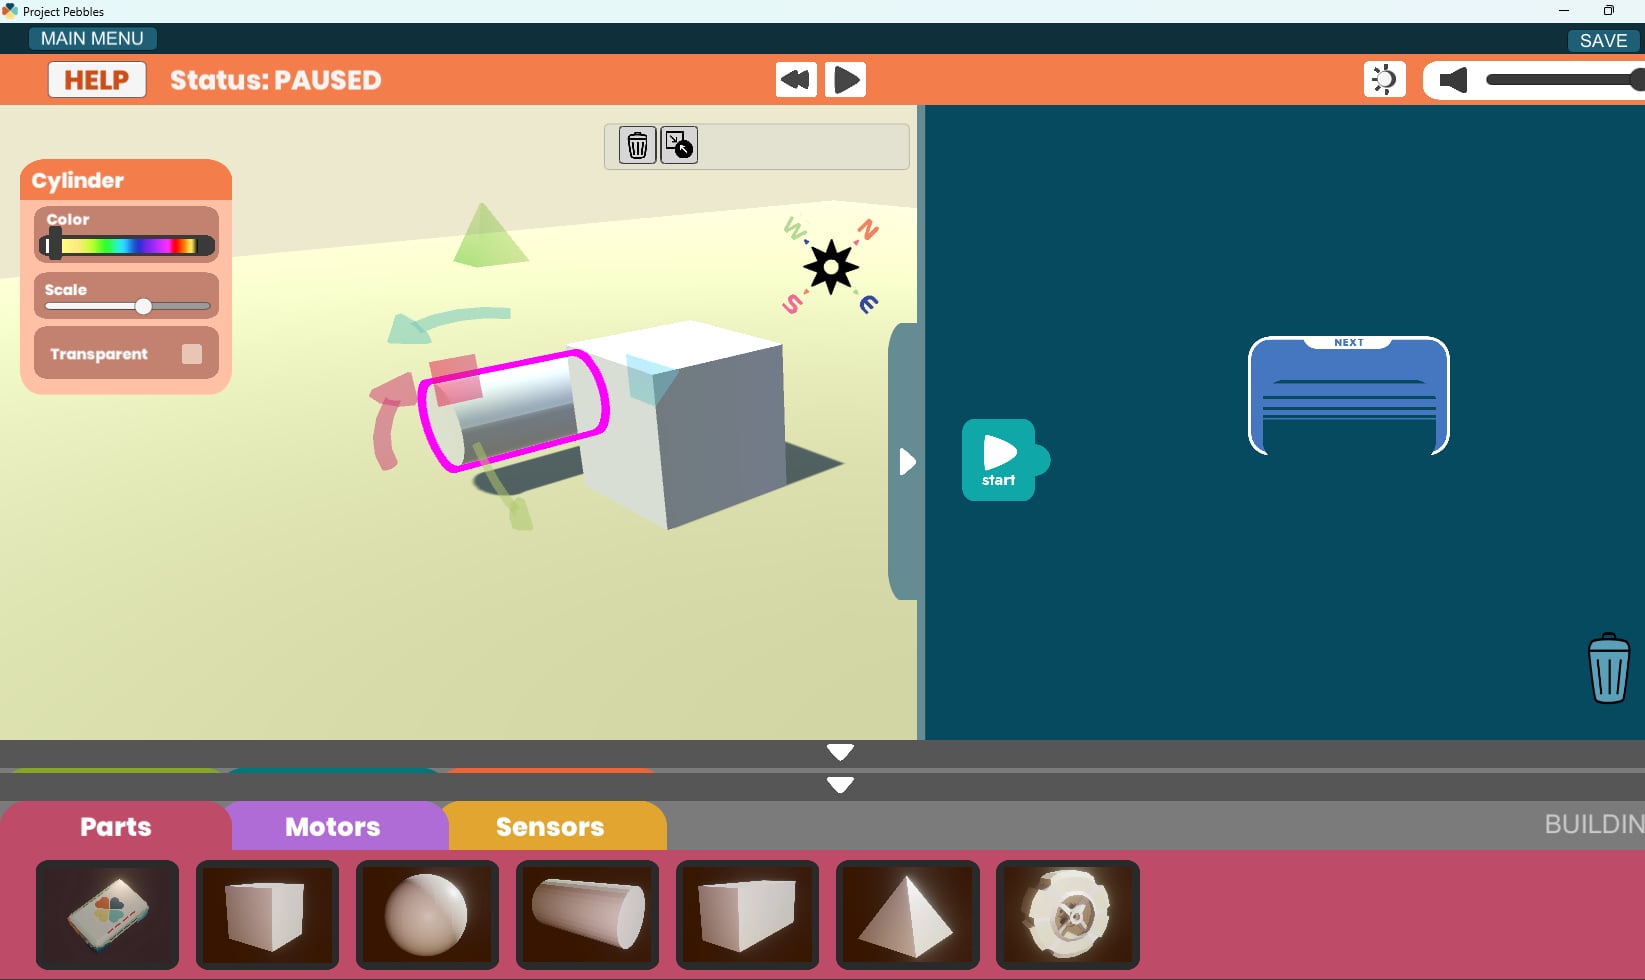 Project Pebbles
MAIN MENU
SAVE
HELP
Status: PAUSED
Cylinder
Color
Scale
Transparent
W
N
S
E
NEXT
start
Parts
Motors
Sensors
BUILDIN